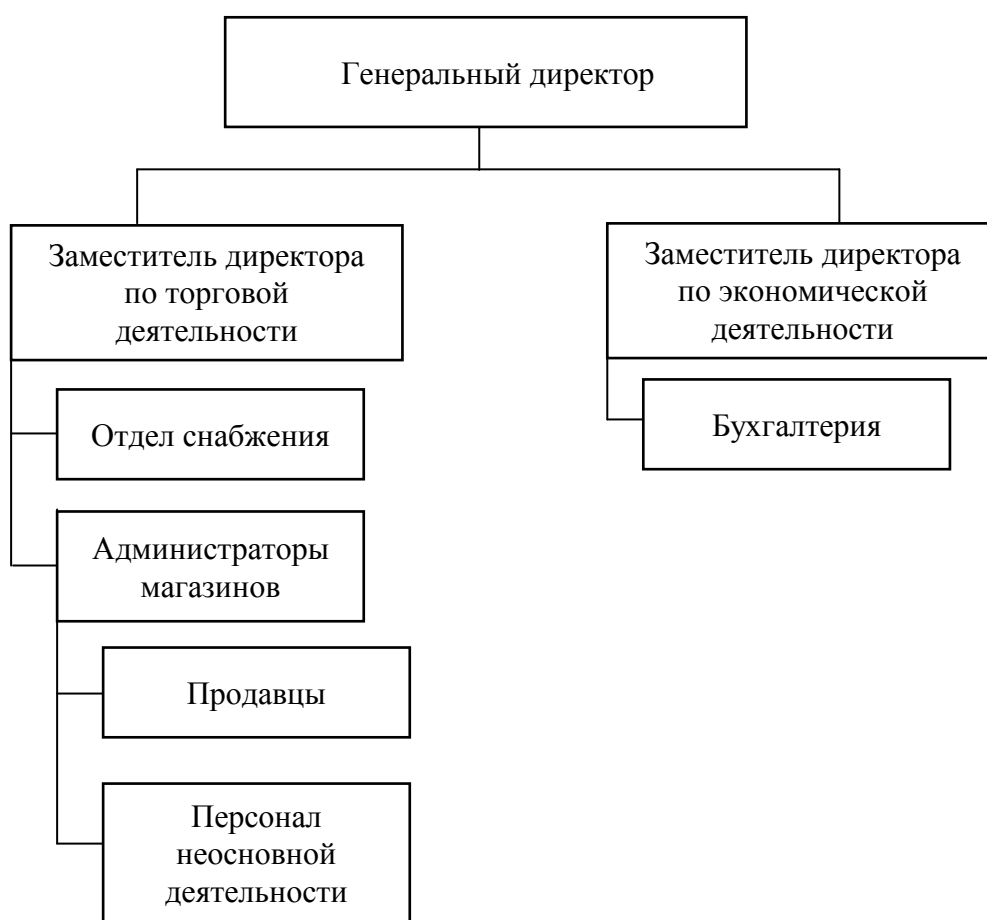 Генеральный директор
Заместитель директора
по торговой
деятельности
Заместитель директора
по экономической
деятельности
Отдел снабжения
Бухгалтерия
Администраторы
магазинов
Продавцы
Персонал
неосновной
деятельности